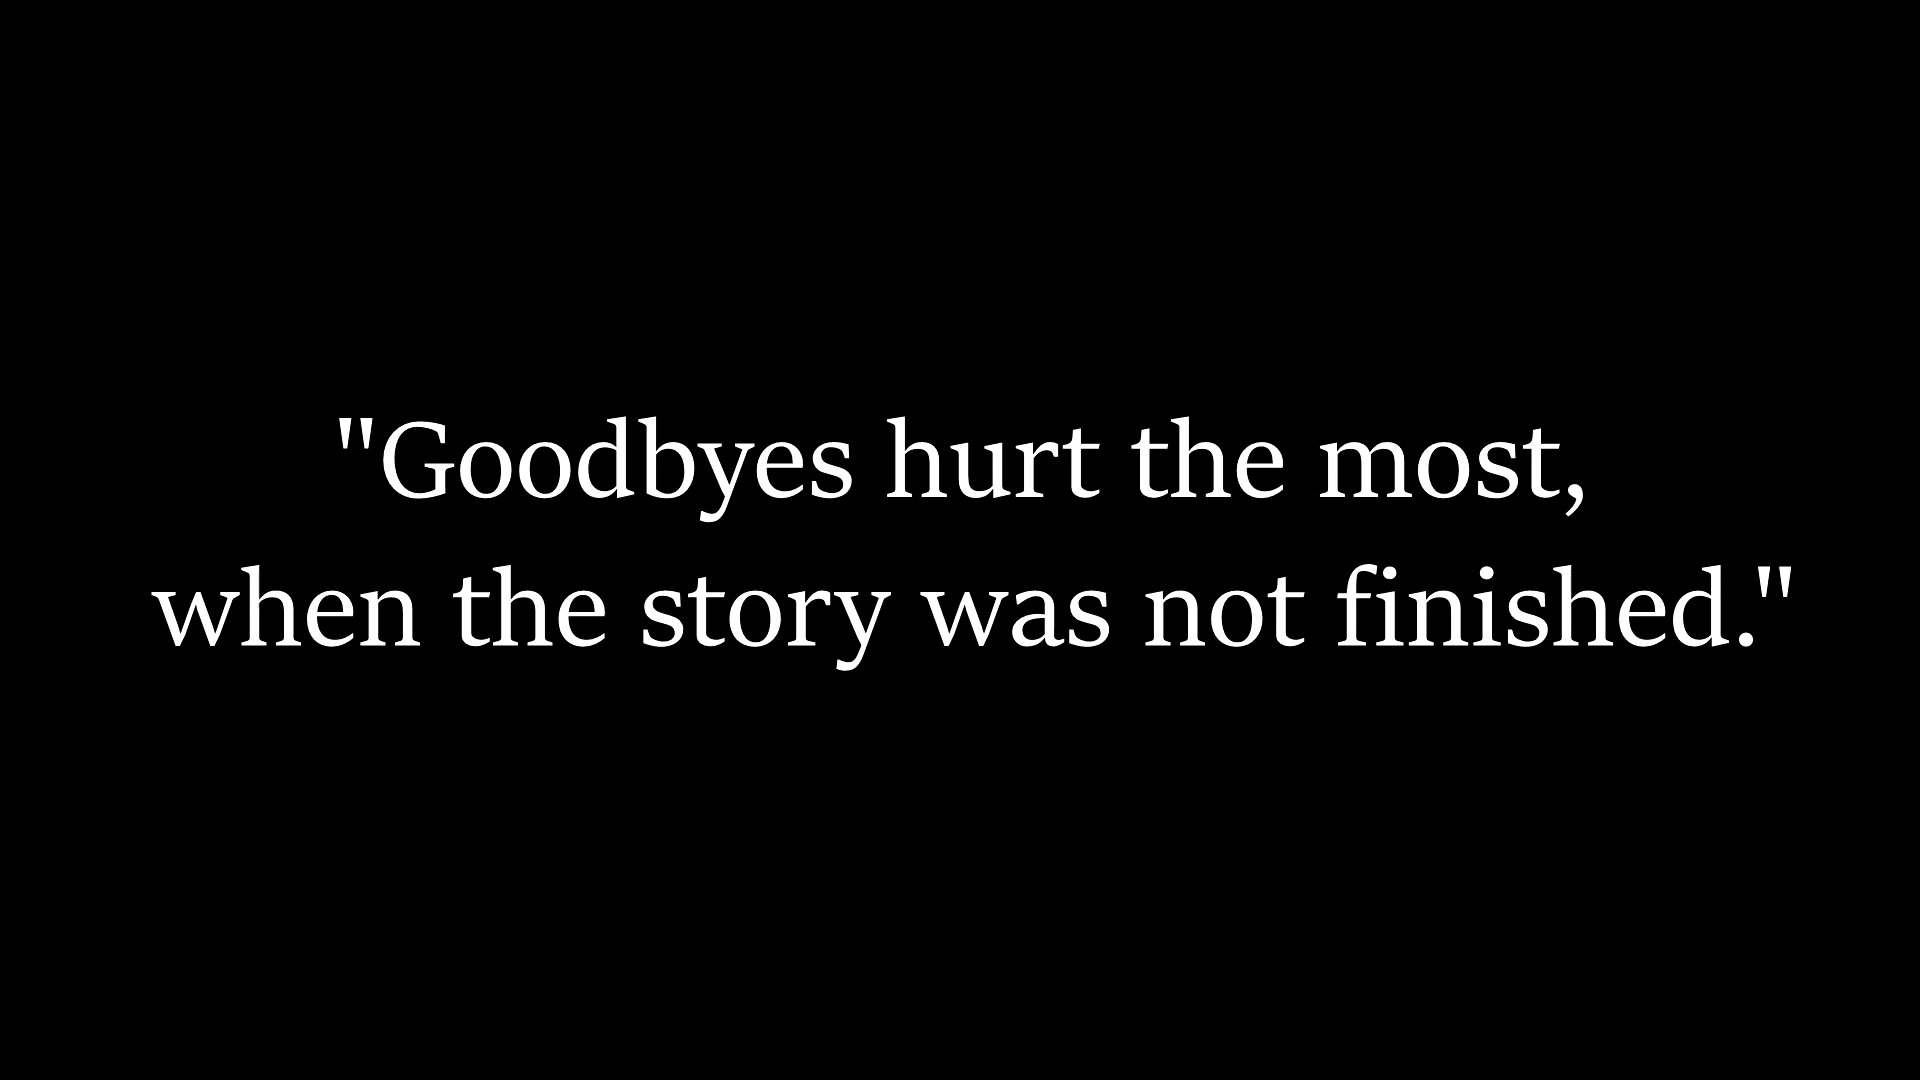 "Goodbyes hurt the most,
when the story was not finished."